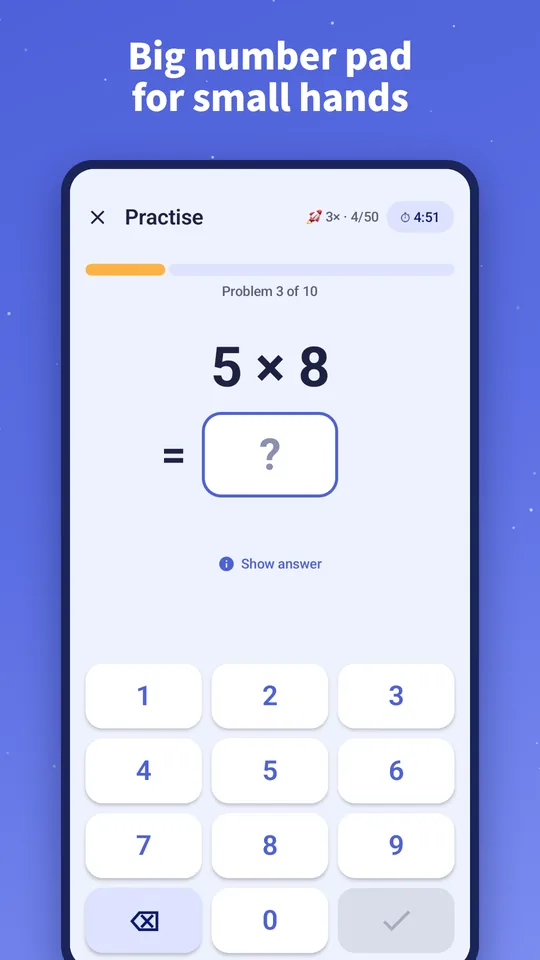 Big number pad
for small hands
Practise
🚀 3× · 4/50
4:51
Problem 3 of 10
5 × 8
= ?
Show answer
1 2 3
4 5 6
7 8 9
0